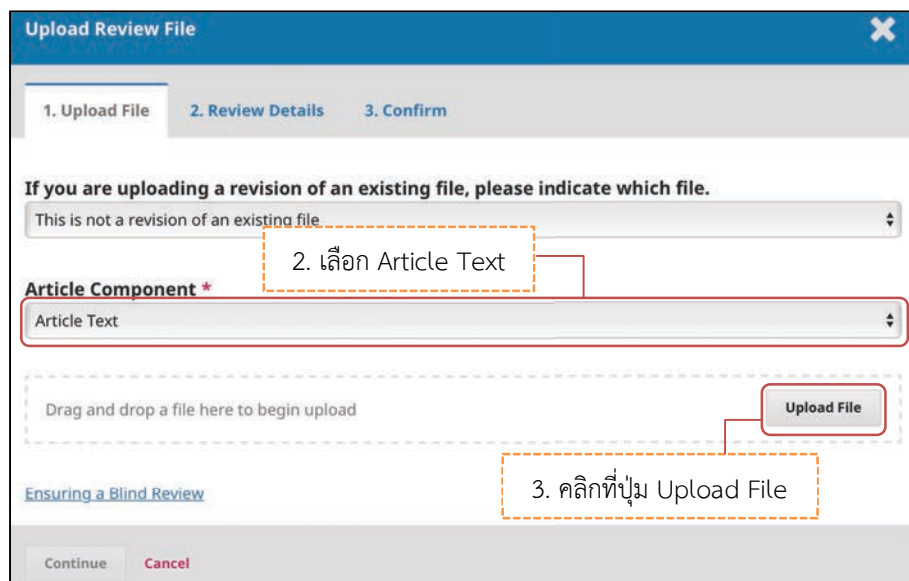 Upload Review File
1. Upload File 2. Review Details 3. Confirm
If you are uploading a revision of an existing file, please indicate which file.
This is not a revision of an existing file
2. เลือก Article Text
Article Component *
Article Text
Drag and drop a file here to begin upload
Upload File
3. คลิกที่ปุ่ม Upload File
Ensuring a Blind Review
Continue Cancel